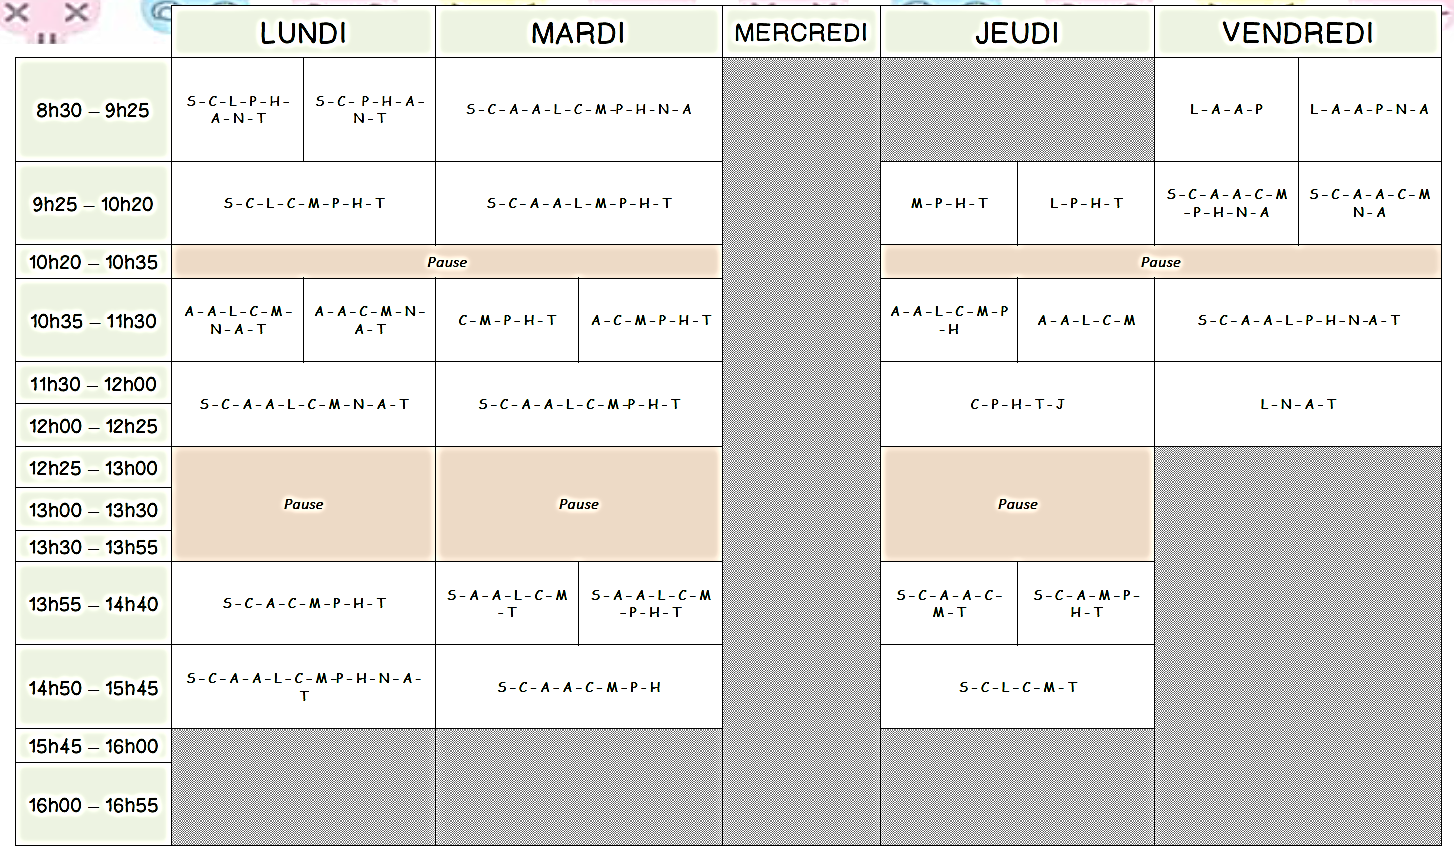 LUNDI
MARDI
MERCREDI
JEUDI
VENDREDI
8h30 – 9h25
S-C-L-P-H-
A-N-T
S-C- P-H-A-
N-T
S-C-A-A-L-C-M-P-H-N-A
L-A-A-P
L-A-A-P-N-A
9h25 – 10h20
S-C-L-C-M-P-H-T
S-C-A-A-L-M-P-H-T
M-P-H-T
L-P-H-T
S-C-A-A-C-M
-P-H-N-A
S-C-A-A-C-M
N-A
10h20 – 10h35
Pause
Pause
10h35 – 11h30
A-A-L-C-M-
N-A-T
A-A-C-M-N-
A-T
C-M-P-H-T
A-C-M-P-H-T
A-A-L-C-M-P
-H
A-A-L-C-M
S-C-A-A-L-P-H-N-A-T
11h30 – 12h00
S-C-A-A-L-C-M-N-A-T
S-C-A-A-L-C-M-P-H-T
C-P-H-T-J
L-N-A-T
12h00 – 12h25
12h25 – 13h00
13h00 – 13h30
Pause
Pause
Pause
13h30 – 13h55
13h55 – 14h40
S-C-A-C-M-P-H-T
S-A-A-L-C-M
-T
S-A-A-L-C-M
-P-H-T
S-C-A-A-C-
M-T
S-C-A-M-P-
H-T
14h50 – 15h45
S-C-A-A-L-C-M-P-H-N-A-
T
S-C-A-A-C-M-P-H
S-C-L-C-M-T
15h45 – 16h00
16h00 – 16h55